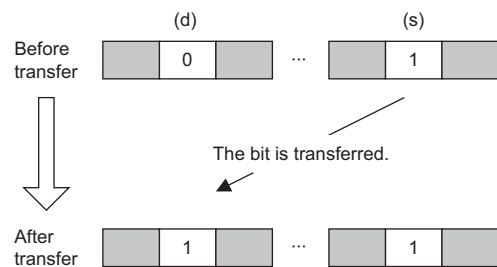 (d) (s)
Before
transfer
0 ... 1
The bit is transferred.
After
transfer
1 ... 1